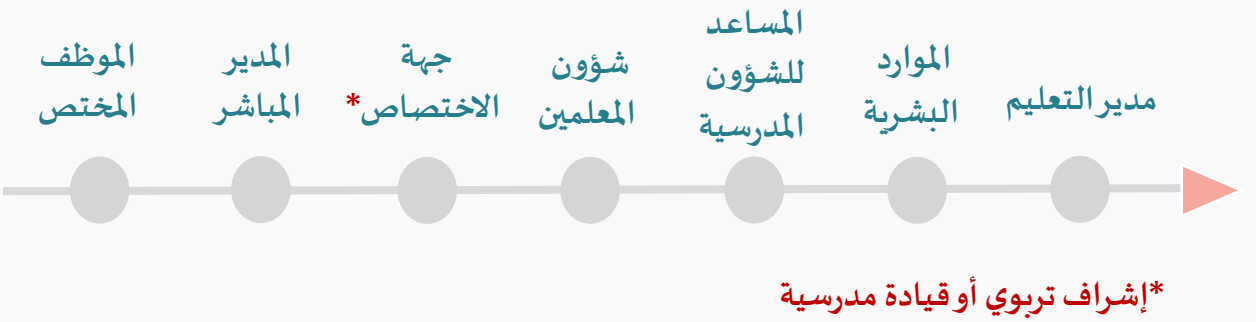 الموظف
المختص
المدير
المباشر
جهة
الاختصاص*
شؤون
المعلمين
المساعد
للشؤون
المدرسية
الموارد
البشرية
مدير التعليم
*إشراف تربوي أو قيادة مدرسية